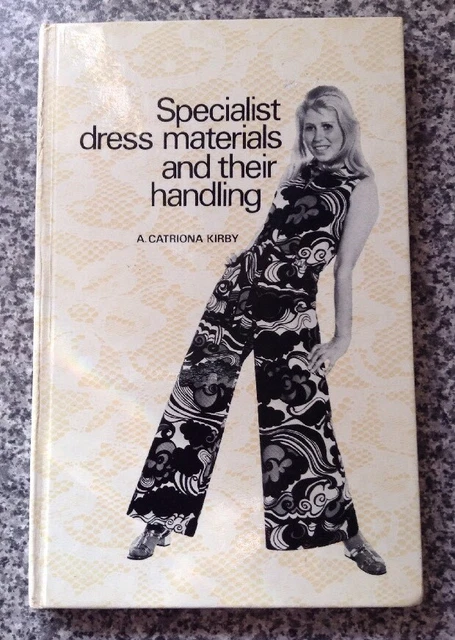 Specialist
dress materials
and their
handling
A. CATRIONA KIRBY